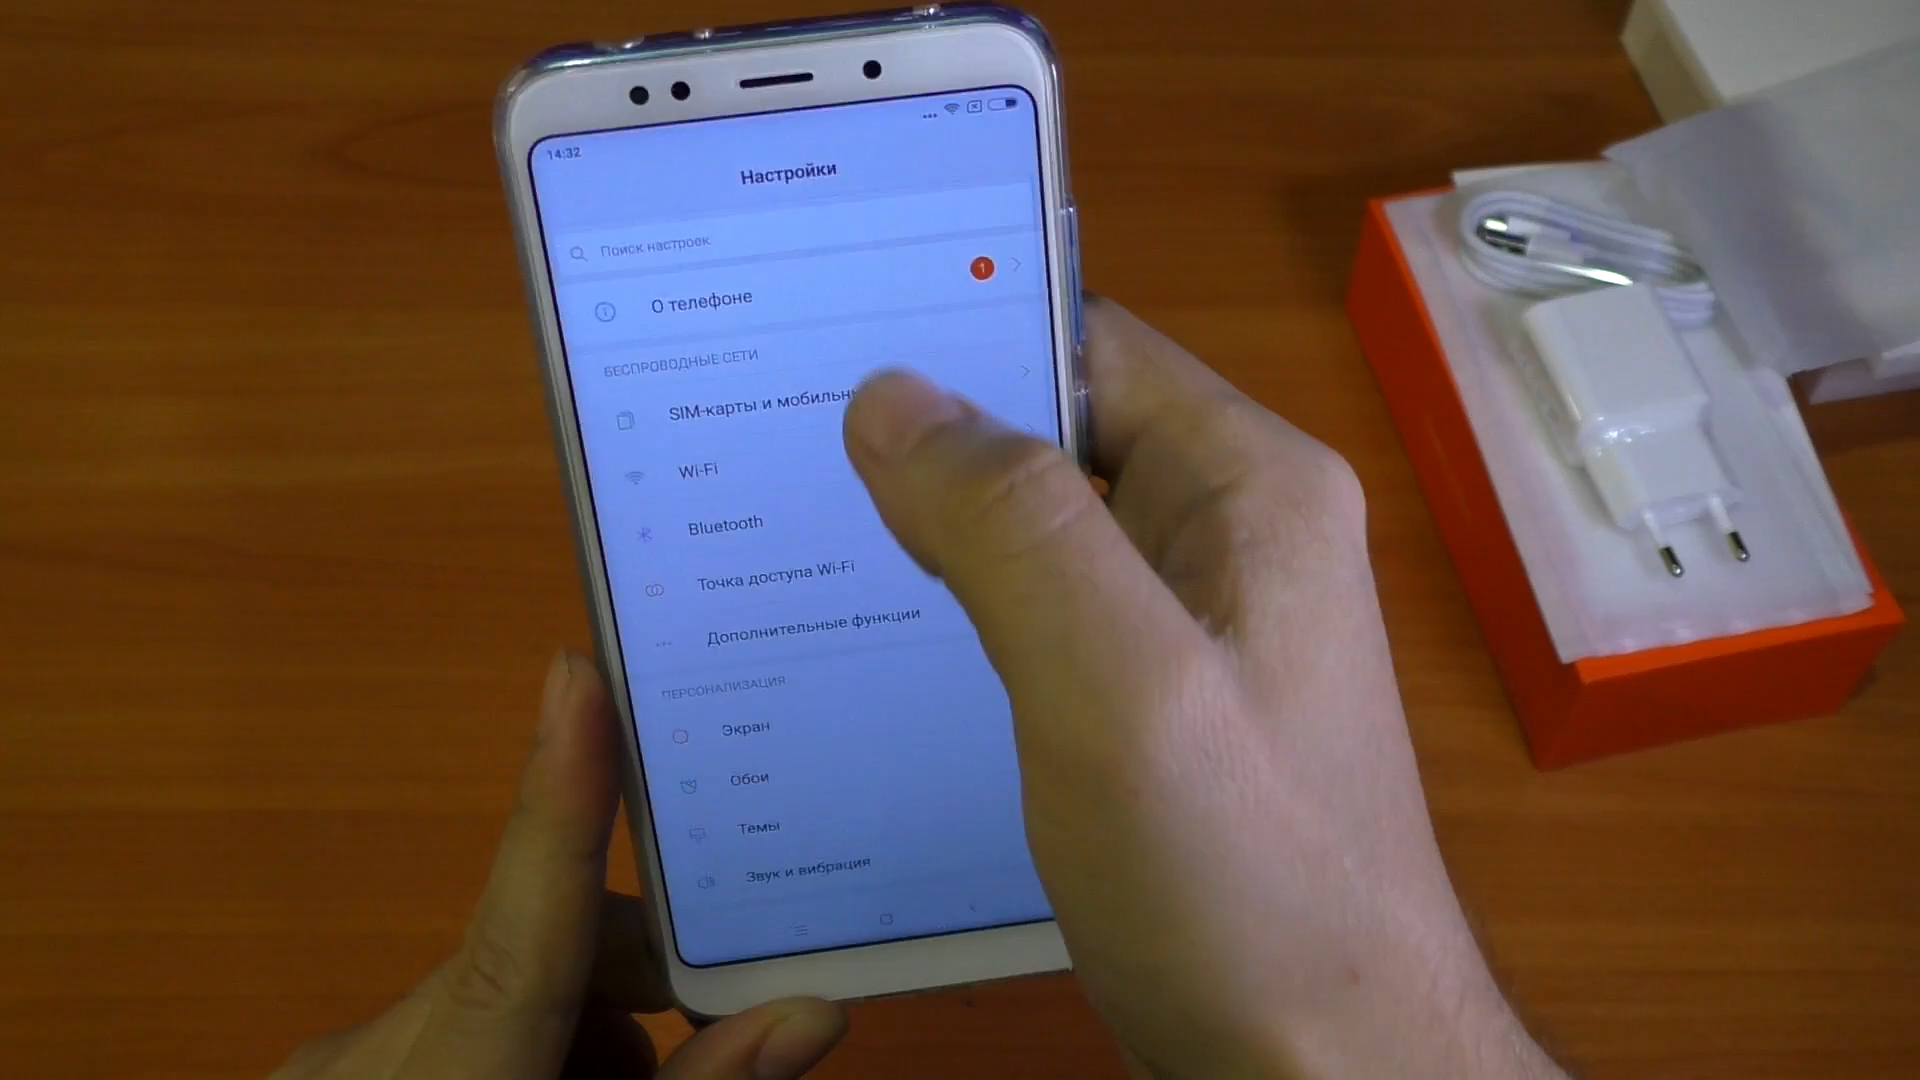 14:32
Настройки
Поиск настроек
О телефоне
1
БЕСПРОВОДНЫЕ СЕТИ
SIM-карты и мобильн
Wi-Fi
Bluetooth
Точка доступа Wi-Fi
Дополнительные функции
ПЕРСОНАЛИЗАЦИЯ
Экран
Обои
Темы
Звук и вибрация